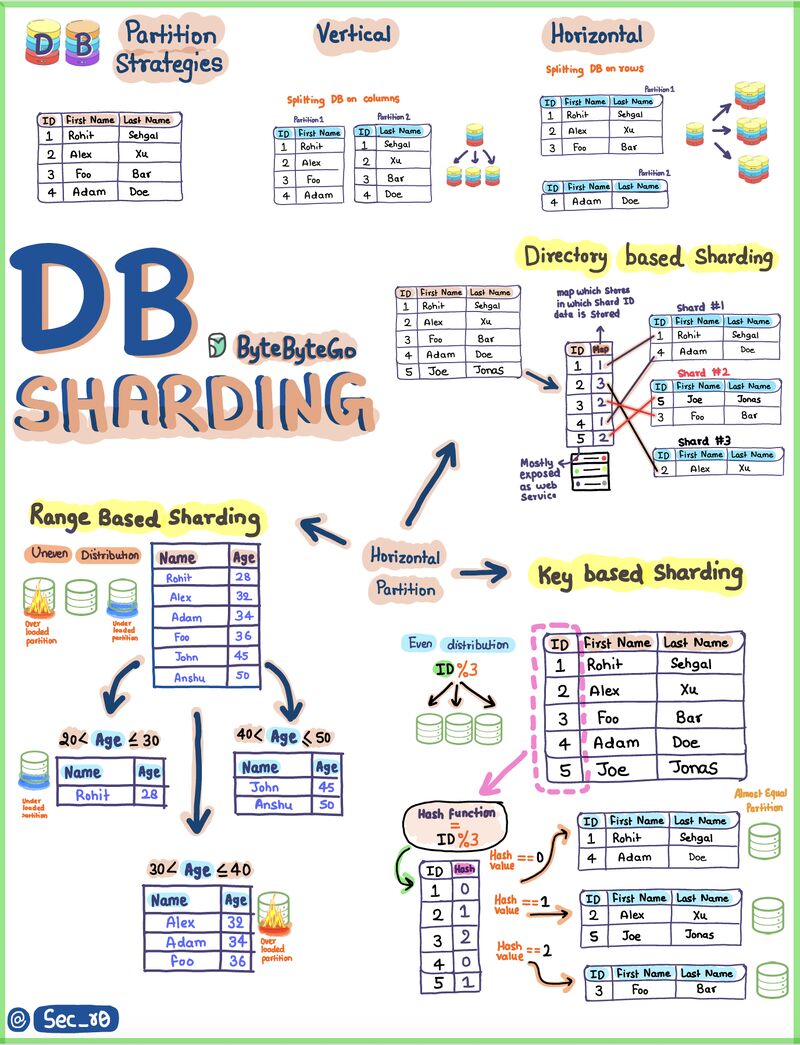 DB
Partition
Strategies
ID First Name Last Name
1 Rohit Sehgal
2 Alex Xu
3 Foo Bar
4 Adam Doe
Vertical
Splitting DB on columns
Partition 1
ID First Name
1 Rohit
2 Alex
3 Foo
4 Adam
Partition 2
ID Last Name
1 Sehgal
2 Xu
3 Bar
4 Doe
Horizontal
Splitting DB on rows
Partition 1
ID First Name Last Name
1 Rohit Sehgal
2 Alex Xu
3 Foo Bar
Partition 2
ID First Name Last Name
4 Adam Doe
DB
SHARDING
ByteByteGo
Directory based Sharding
ID First Name Last Name
1 Rohit Sehgal
2 Alex Xu
3 Foo Bar
4 Adam Doe
5 Joe Jonas
map which Stores
in which Shard ID
data is Stored
ID Map
1 1
2 3
3 2
4 1
5 2
Mostly
exposed
as web
Service
Shard #1
ID First Name Last Name
1 Rohit Sehgal
4 Adam Doe
Shard #2
ID First Name Last Name
5 Joe Jonas
3 Foo Bar
Shard #3
ID First Name Last Name
2 Alex Xu
Horizontal
Partition
Range Based Sharding
Uneven Distribution
Over
loaded
partition
Under
loaded
partition
Name Age
Rohit 28
Alex 32
Adam 34
Foo 36
John 45
Anshu 50
20< Age ≤30
Name Age
Rohit 28
Under
loaded
partition
40< Age ≤50
Name Age
John 45
Anshu 50
30< Age ≤40
Name Age
Alex 32
Adam 34
Foo 36
Over
loaded
partition
Key based Sharding
Even distribution
ID%3
ID First Name Last Name
1 Rohit Sehgal
2 Alex Xu
3 Foo Bar
4 Adam Doe
5 Joe Jonas
Hash Function
=
ID%3
ID Hash
1 0
2 1
3 2
4 0
5 1
Hash
value == 0
Hash
value == 1
Hash
value == 2
Almost Equal
Partition
ID First Name Last Name
1 Rohit Sehgal
4 Adam Doe
ID First Name Last Name
2 Alex Xu
5 Joe Jonas
ID First Name Last Name
3 Foo Bar
@ Sec_r0